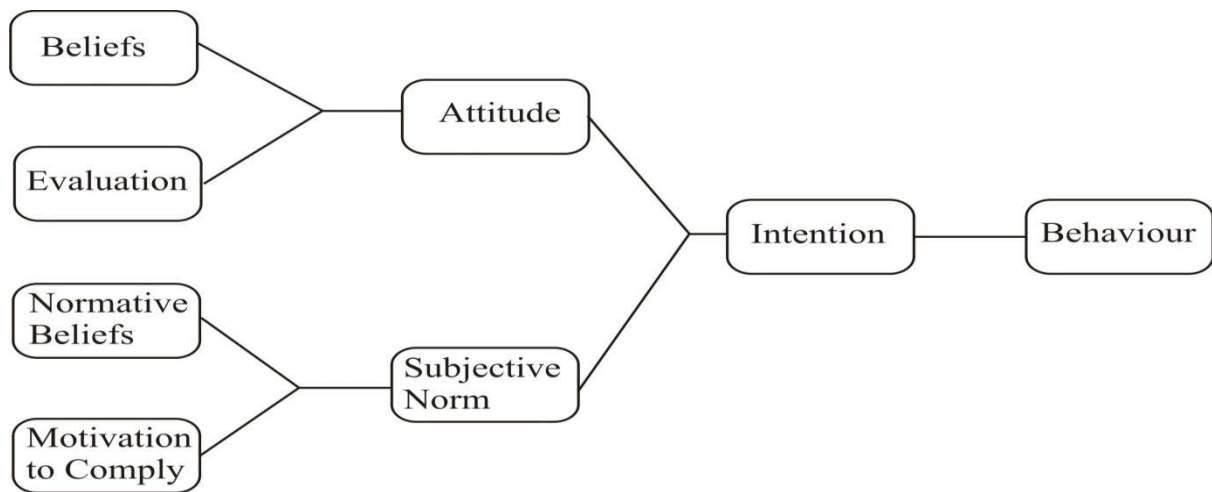 Beliefs
Evaluation
Attitude
Normative
Beliefs
Motivation
to Comply
Subjective
Norm
Intention
Behaviour